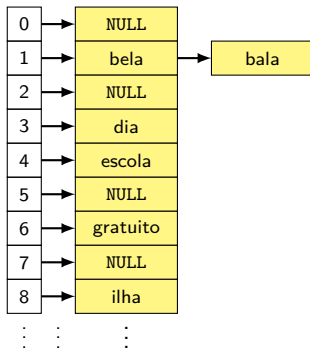 0 NULL
1 bela bala
2 NULL
3 dia
4 escola
5 NULL
6 gratuito
7 NULL
8 ilha
⋮ ⋮ ⋮